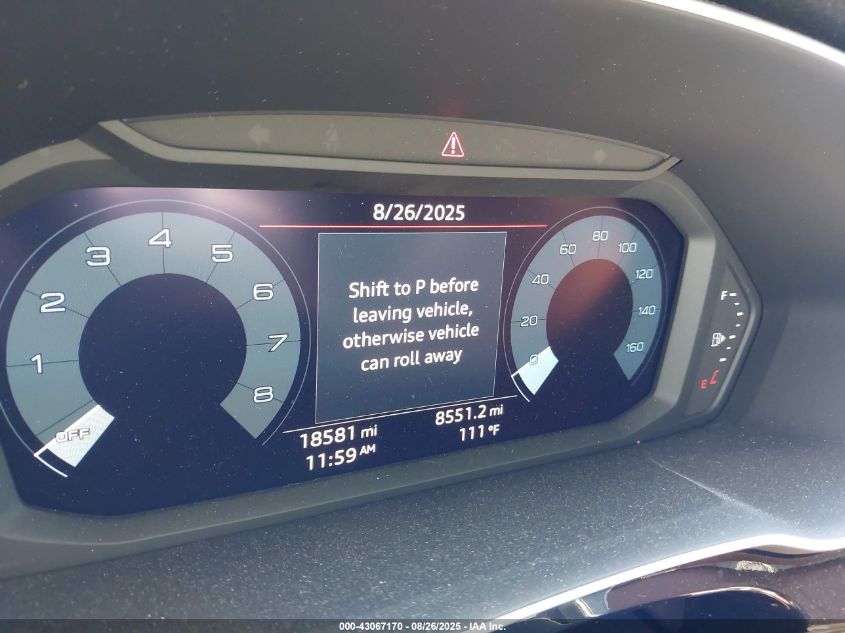 8/26/2025
Shift to P before
leaving vehicle,
otherwise vehicle
can roll away
OFF
1
2
3
4
5
6
7
8
0
20
40
60
80
100
120
140
160
F
E
18581 mi
8551.2 mi
11:59 AM
111 °F
000-43067170 - 08/26/2025 - IAA Inc.